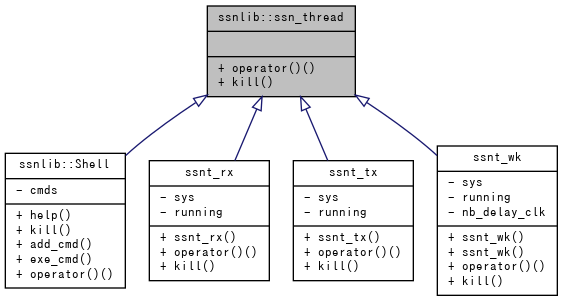 ssnlib::ssn_thread
+ operator()()
+ kill()
ssnlib::Shell
- cmds
+ help()
+ kill()
+ add_cmd()
+ exe_cmd()
+ operator()()
ssnt_rx
- sys
- running
+ ssnt_rx()
+ operator()()
+ kill()
ssnt_tx
- sys
- running
+ ssnt_tx()
+ operator()()
+ kill()
ssnt_wk
- sys
- running
- nb_delay_clk
+ ssnt_wk()
+ ssnt_wk()
+ operator()()
+ kill()